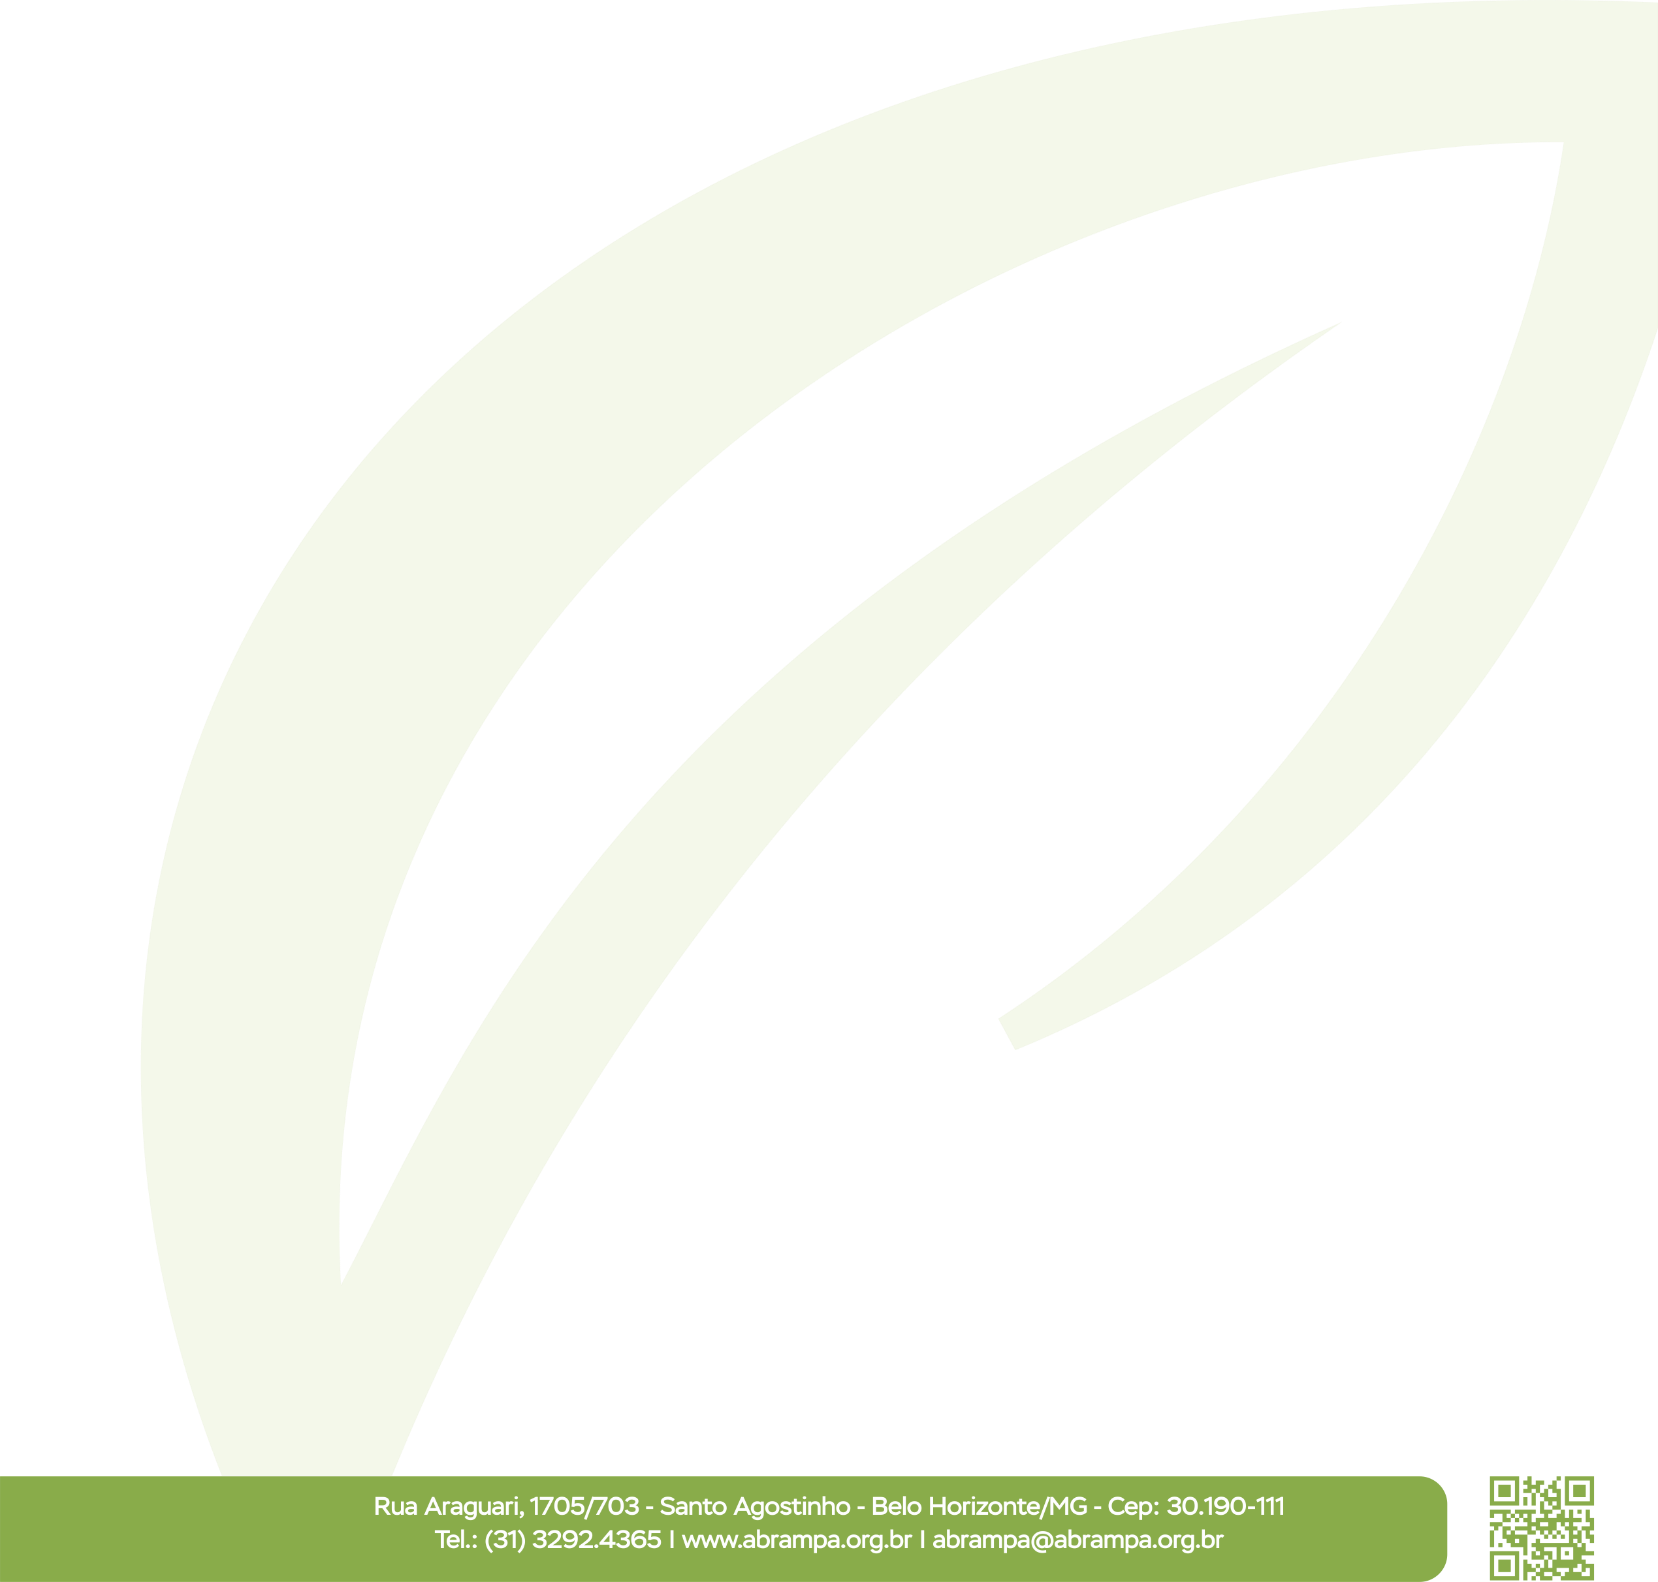 Rua Araguari, 1705/703 - Santo Agostinho - Belo Horizonte/MG - Cep: 30.190-111
Tel.: (31) 3292.4365 I www.abrampa.org.br I abrampa@abrampa.org.br